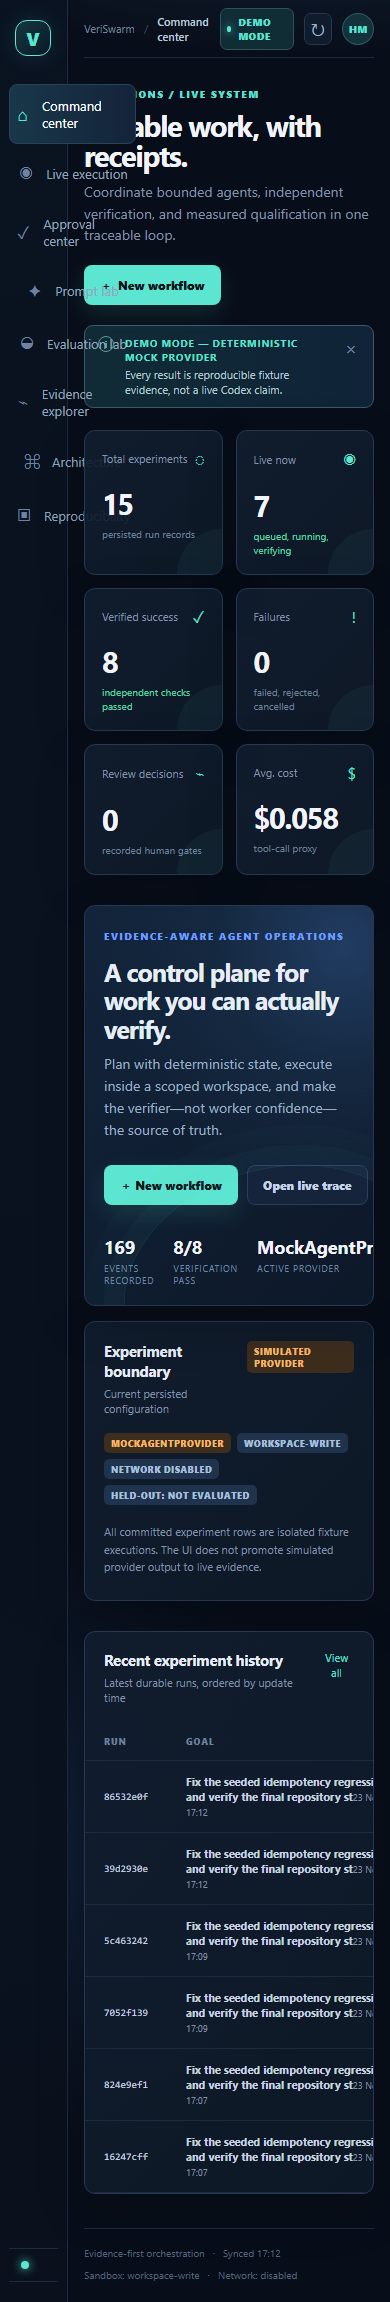 V
VeriSwarm / Command center
DEMO MODE
↻
HM
Command center
Live execution
Approval center
Prompt lab
Evaluation lab
Evidence explorer
IONS / LIVE SYSTEM
able work, with
receipts.
Coordinate bounded agents, independent
verification, and measured qualification in one
traceable loop.
+ New workflow
DEMO MODE — DETERMINISTIC
MOCK PROVIDER
Every result is reproducible fixture
evidence, not a live Codex claim.
×
Total experiments
15
persisted run records
Live now
7
queued, running,
verifying
Verified success ✓
8
independent checks
passed
Failures !
0
failed, rejected,
cancelled
Review decisions
0
recorded human gates
Avg. cost $
$0.058
tool-call proxy
EVIDENCE-AWARE AGENT OPERATIONS
A control plane for
work you can actually
verify.
Plan with deterministic state, execute
inside a scoped workspace, and make
the verifier—not worker confidence—
the source of truth.
+ New workflow
Open live trace
169
EVENTS
RECORDED
8/8
VERIFICATION
PASS
MockAgentPr
ACTIVE PROVIDER
Experiment
boundary
Current persisted
configuration
SIMULATED
PROVIDER
MOCKAGENTPROVIDER WORKSPACE-WRITE
NETWORK DISABLED
HELD-OUT: NOT EVALUATED
All committed experiment rows are isolated fixture
executions. The UI does not promote simulated
provider output to live evidence.
Recent experiment history
View
all
Latest durable runs, ordered by update
time
RUN GOAL
86532e0f
Fix the seeded idempotency regressi
and verify the final repository st23 N
17:12
39d2930e
Fix the seeded idempotency regressi
and verify the final repository st23 N
17:12
5c463242
Fix the seeded idempotency regressi
and verify the final repository st23 N
17:09
7052f139
Fix the seeded idempotency regressi
and verify the final repository st23 N
17:09
824e9ef1
Fix the seeded idempotency regressi
and verify the final repository st23 N
17:07
16247cff
Fix the seeded idempotency regressi
and verify the final repository st23 N
17:07
Evidence-first orchestration · Synced 17:12
Sandbox: workspace-write · Network: disabled